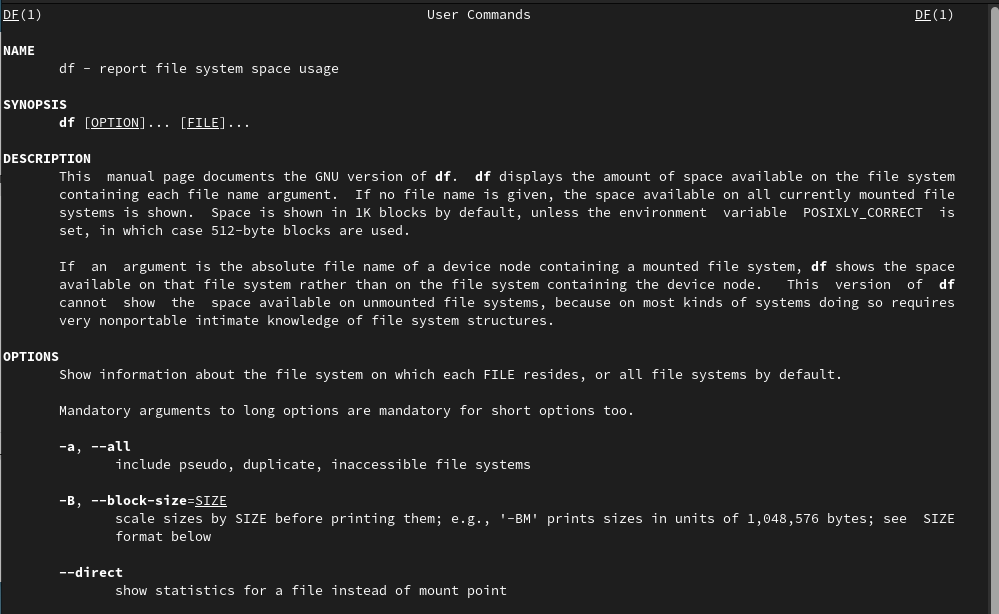 DF(1) User Commands DF(1)
NAME
df - report file system space usage
SYNOPSIS
df [OPTION]... [FILE]...
DESCRIPTION
This manual page documents the GNU version of df. df displays the amount of space available on the file system
containing each file name argument. If no file name is given, the space available on all currently mounted file
systems is shown. Space is shown in 1K blocks by default, unless the environment variable POSIXLY_CORRECT is
set, in which case 512-byte blocks are used.
If an argument is the absolute file name of a device node containing a mounted file system, df shows the space
available on that file system rather than on the file system containing the device node. This version of df
cannot show the space available on unmounted file systems, because on most kinds of systems doing so requires
very nonportable intimate knowledge of file system structures.
OPTIONS
Show information about the file system on which each FILE resides, or all file systems by default.
Mandatory arguments to long options are mandatory for short options too.
-a, --all
include pseudo, duplicate, inaccessible file systems
-B, --block-size=SIZE
scale sizes by SIZE before printing them; e.g., '-BM' prints sizes in units of 1,048,576 bytes; see SIZE
format below
--direct
show statistics for a file instead of mount point